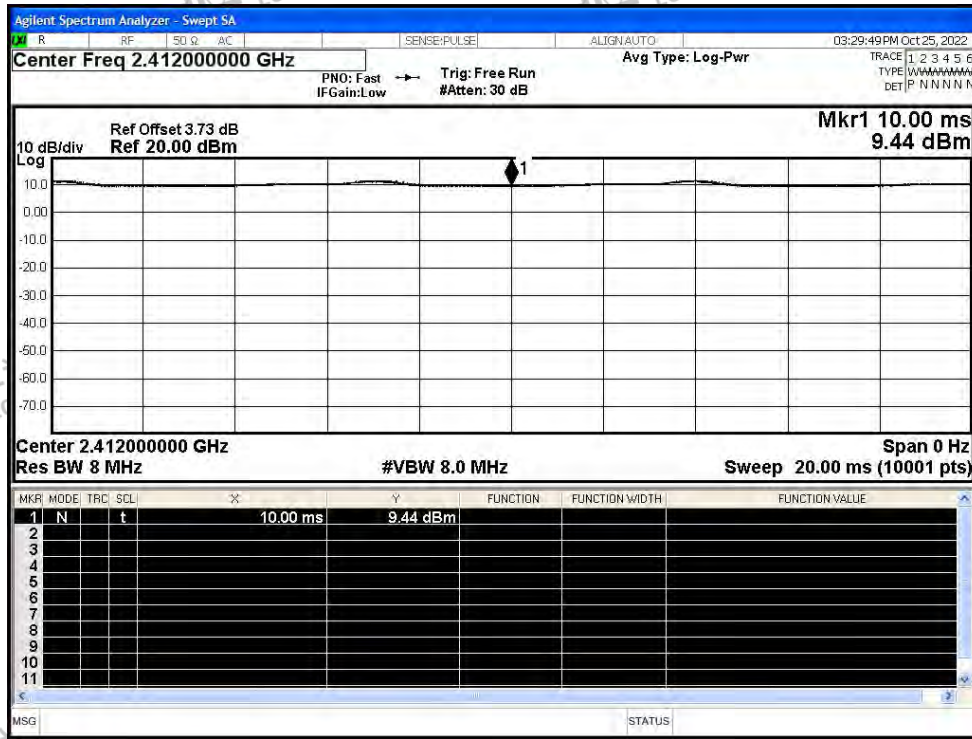 Agilent Spectrum Analyzer - Swept SA
LXI R RF 50 Ω AC SENSE:PULSE ALIGN AUTO 03:29:49 PM Oct 25, 2022
Center Freq 2.412000000 GHz
PNO: Fast
IFGain:Low
Trig: Free Run
#Atten: 30 dB
Avg Type: Log-Pwr
TRACE 1 2 3 4 5 6
TYPE
DET P N N N N N
Mkr1 10.00 ms
9.44 dBm
Ref Offset 3.73 dB
10 dB/div Ref 20.00 dBm
Log
1
10.0
0.00
-10.0
-20.0
-30.0
-40.0
-50.0
-60.0
-70.0
Center 2.412000000 GHz Span 0 Hz
Res BW 8 MHz #VBW 8.0 MHz Sweep 20.00 ms (10001 pts)
MKR MODE TRC SCL X Y FUNCTION FUNCTION WIDTH FUNCTION VALUE
1 N t 10.00 ms 9.44 dBm
2
3
4
5
6
7
8
9
10
11
MSG STATUS